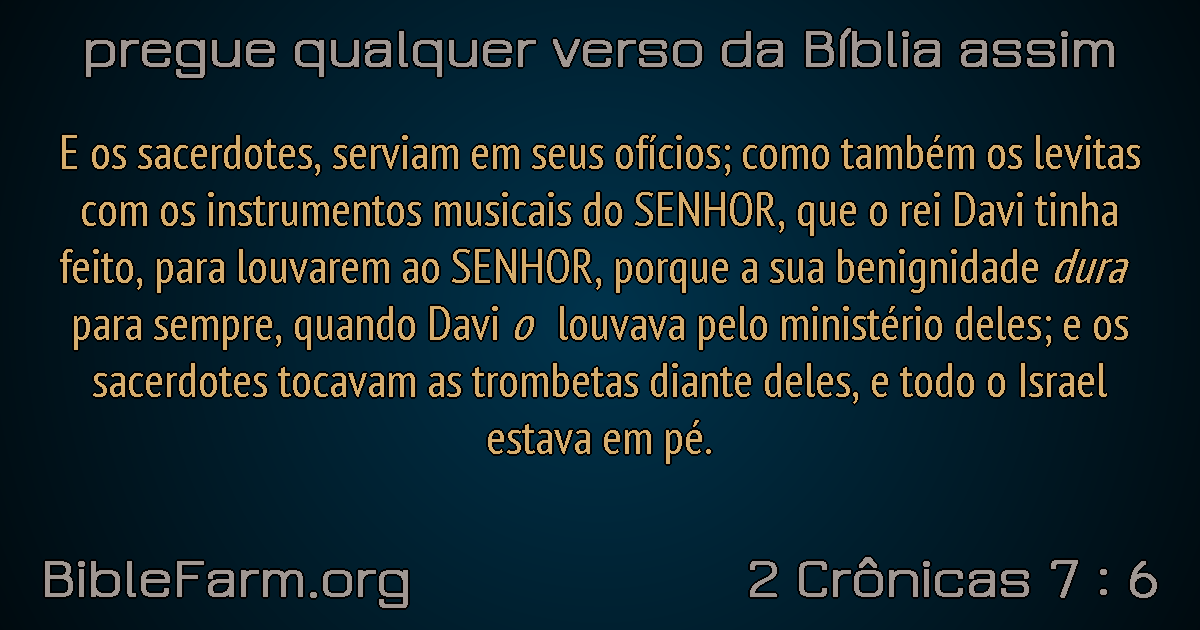 pregue qualquer verso da Bíblia assim
E os sacerdotes, serviam em seus ofícios; como também os levitas
com os instrumentos musicais do SENHOR, que o rei Davi tinha
feito, para louvarem ao SENHOR, porque a sua benignidade dura
para sempre, quando Davi o louvava pelo ministério deles; e os
sacerdotes tocavam as trombetas diante deles, e todo o Israel
estava em pé.
BibleFarm.org
2 Crônicas 7 : 6